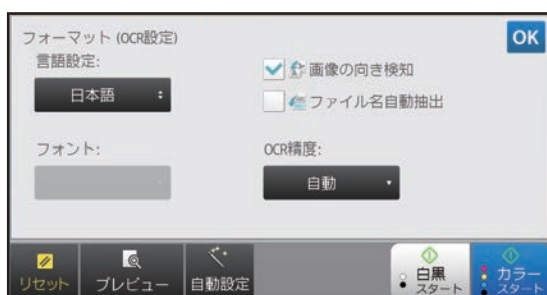 フォーマット (OCR設定)
OK
言語設定:
日本語
画像の向き検知
ファイル名自動抽出
フォント:
OCR精度:
自動
リセット
プレビュー
自動設定
白黒
スタート
カラー
スタート